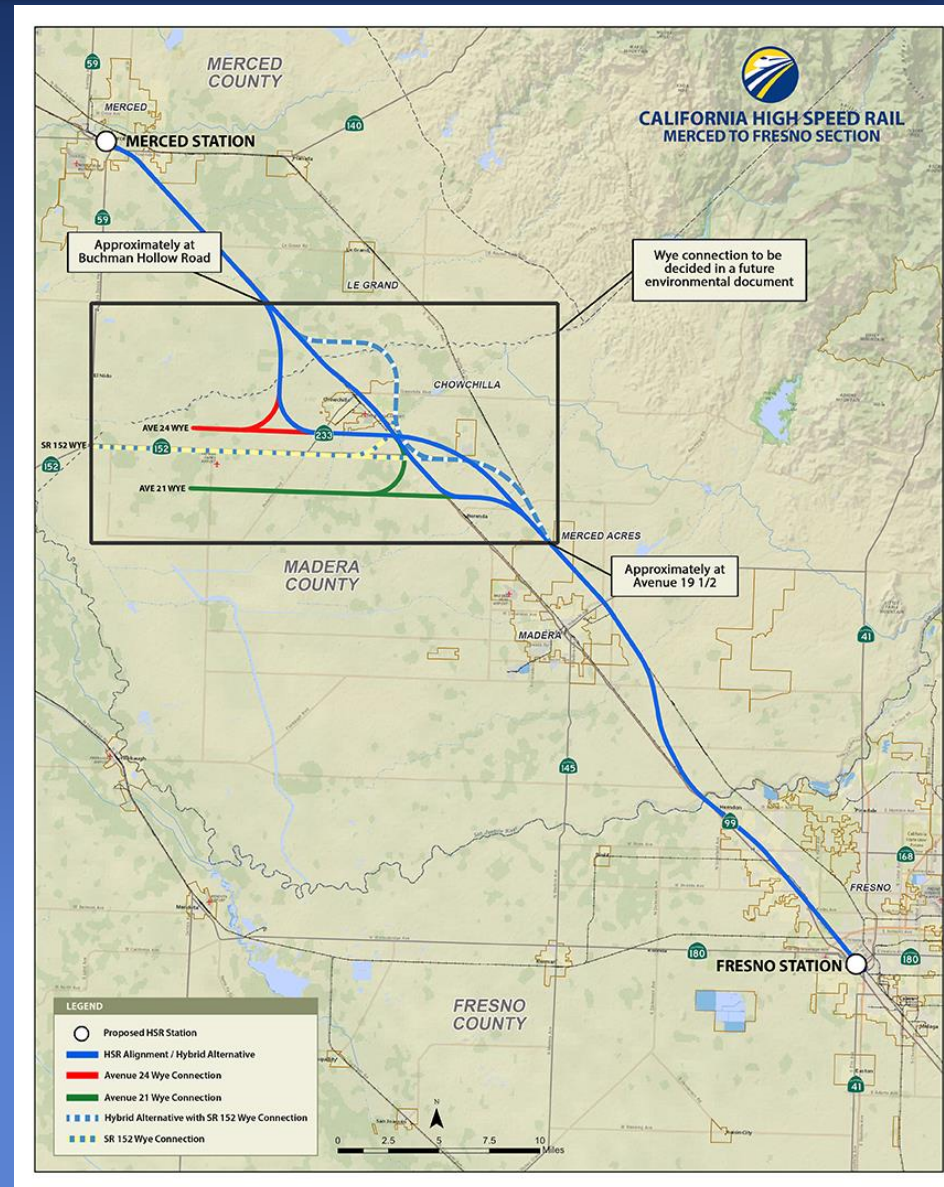 CALIFORNIA HIGH SPEED RAIL
MERCED TO FRESNO SECTION
59
MERCED
COUNTY
MERCED
MERCED STATION
140
59
Approximately at
Buchman Hollow Road
Wye connection to be
decided in a future
environmental document
LE GRAND
CHOWCHILLA
AVE 24 WYE
233
SR 152 WYE
152
152
AVE 21 WYE
MERCED ACRES
MADERA
COUNTY
Approximately at
Avenue 19 1/2
MADERA
41
145
Herndon
99
168
FRESNO
180
FRESNO STATION
180
FRESNO
COUNTY
41
LEGEND
Proposed HSR Station
HSR Alignment / Hybrid Alternative
Avenue 24 Wye Connection
Avenue 21 Wye Connection
Hybrid Alternative with SR 152 Wye Connection
SR 152 Wye Connection
N
0 2.5 5 7.5 10
Miles